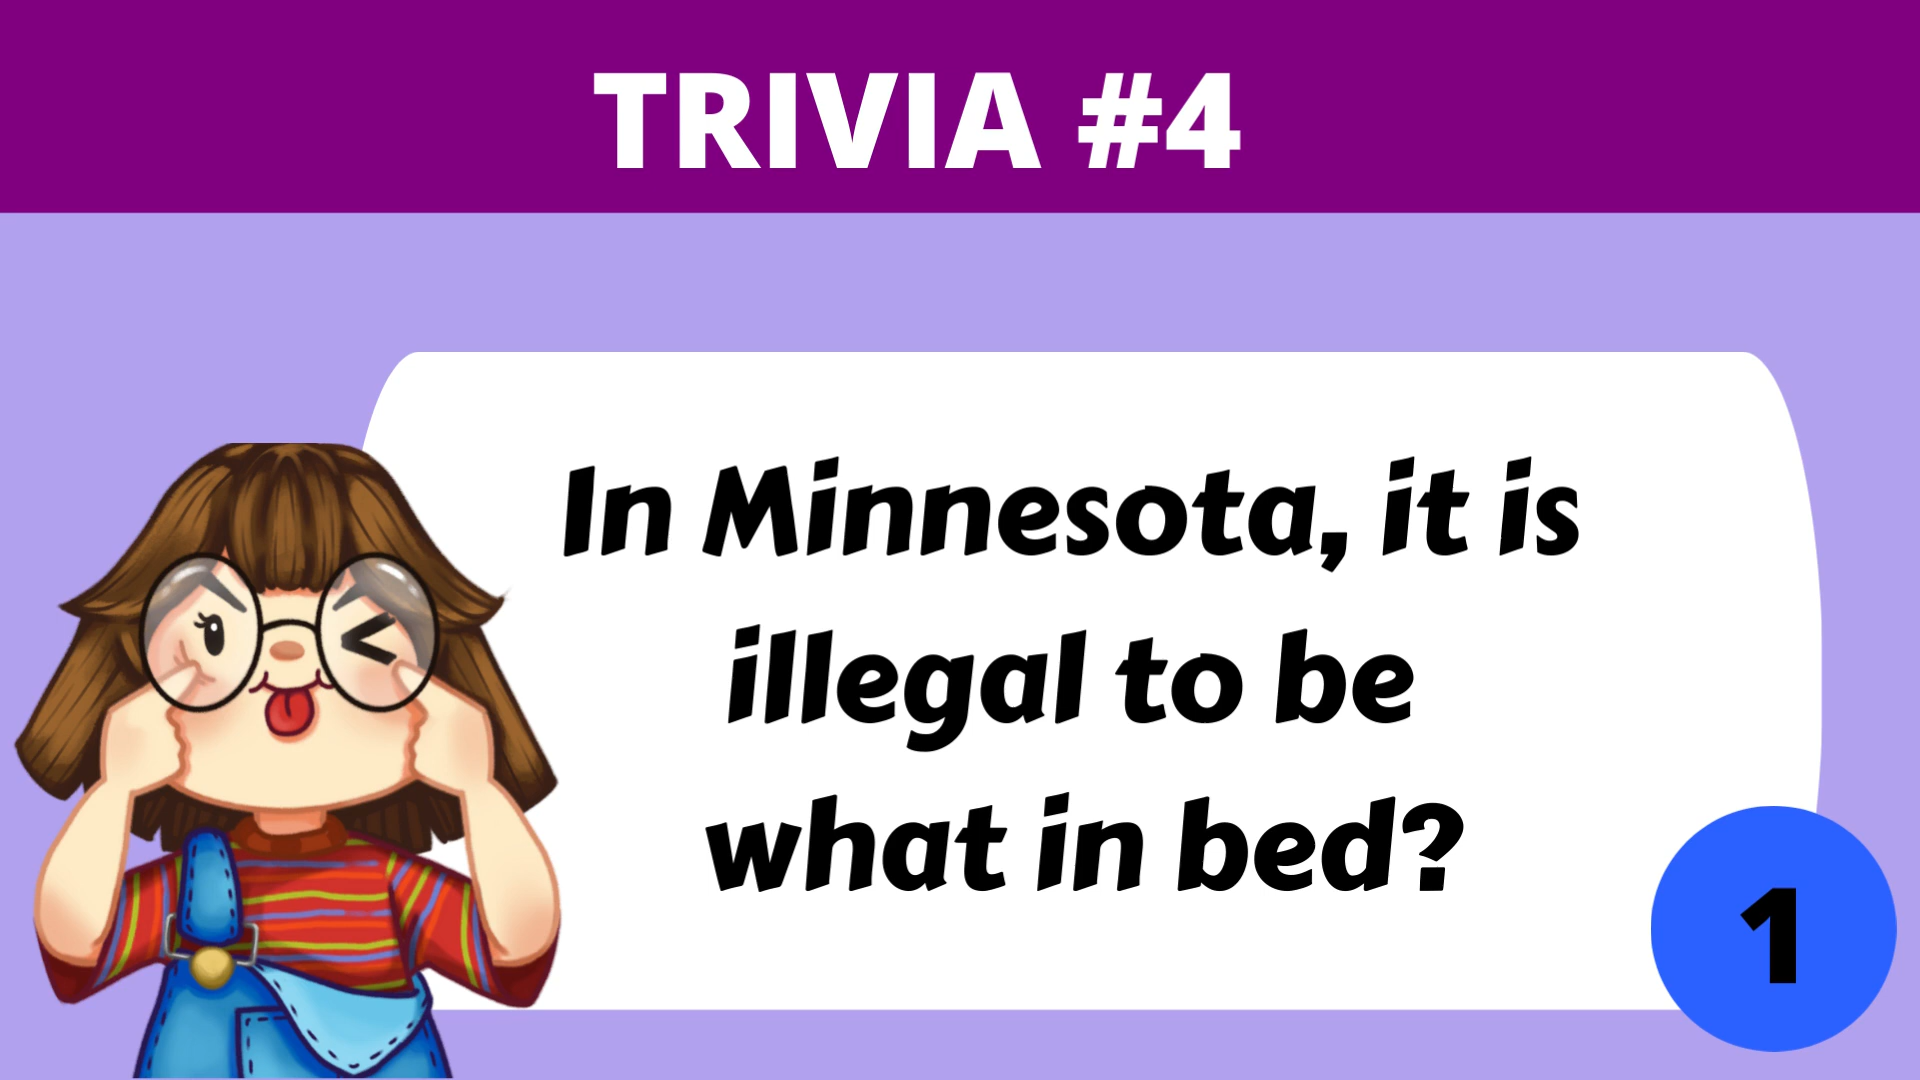 TRIVIA #4
In Minnesota, it is
illegal to be
what in bed?
1